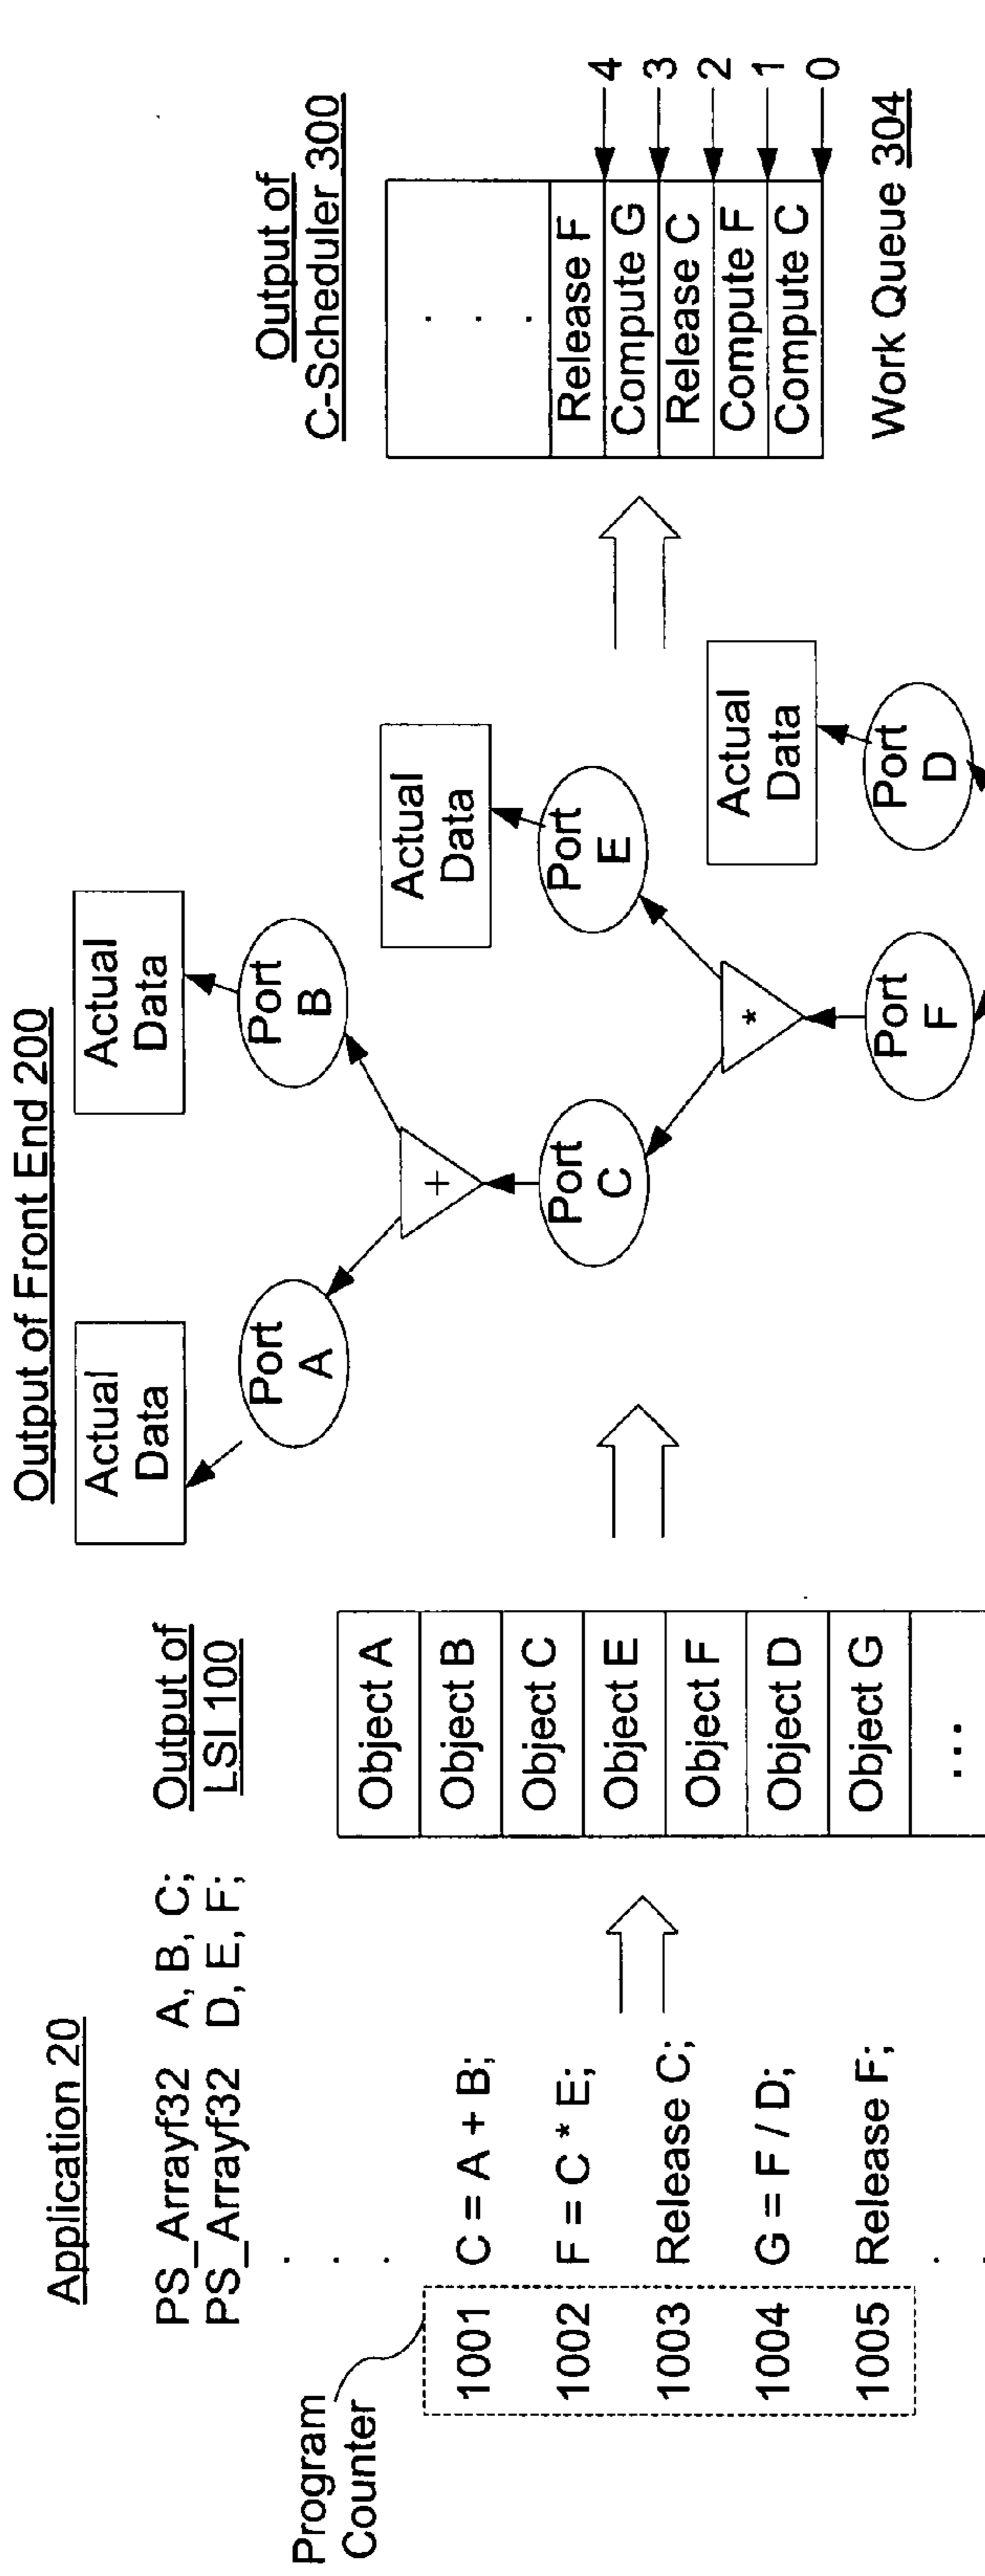 Application 20
PS_Arrayf32 A, B, C;
PS_Arrayf32 D, E, F;
.
.
.
Program
Counter
1001 C = A + B;
1002 F = C * E;
1003 Release C;
1004 G = F / D;
1005 Release F;
.
.
Output of
LSI 100
Object A
Object B
Object C
Object E
Object F
Object D
Object G
...
Output of Front End 200
Actual
Data
Actual
Data
Port
A
Port
B
+
Actual
Data
Port
C
Port
E
*
Actual
Data
Port
F
Port
D
Output of
C-Scheduler 300
.
.
.
Release F
4
Compute G
3
Release C
2
Compute F
1
Compute C
0
Work Queue 304